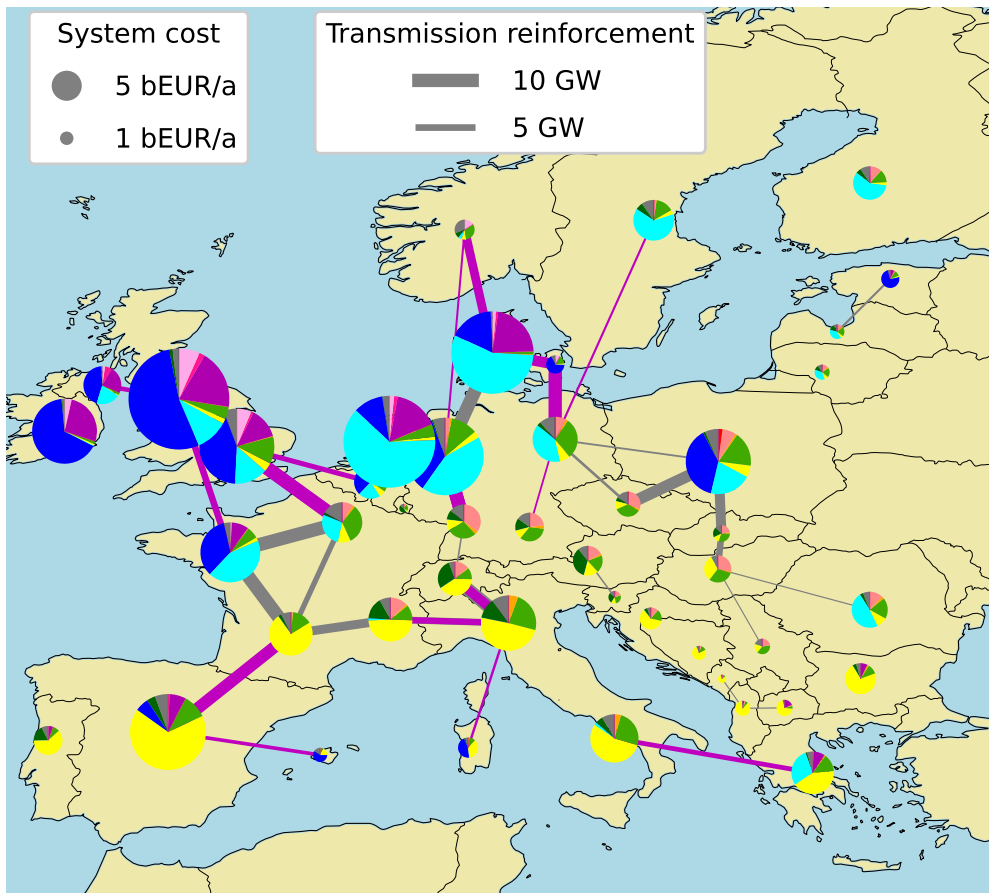 System cost
5 bEUR/a
1 bEUR/a
Transmission reinforcement
10 GW
5 GW